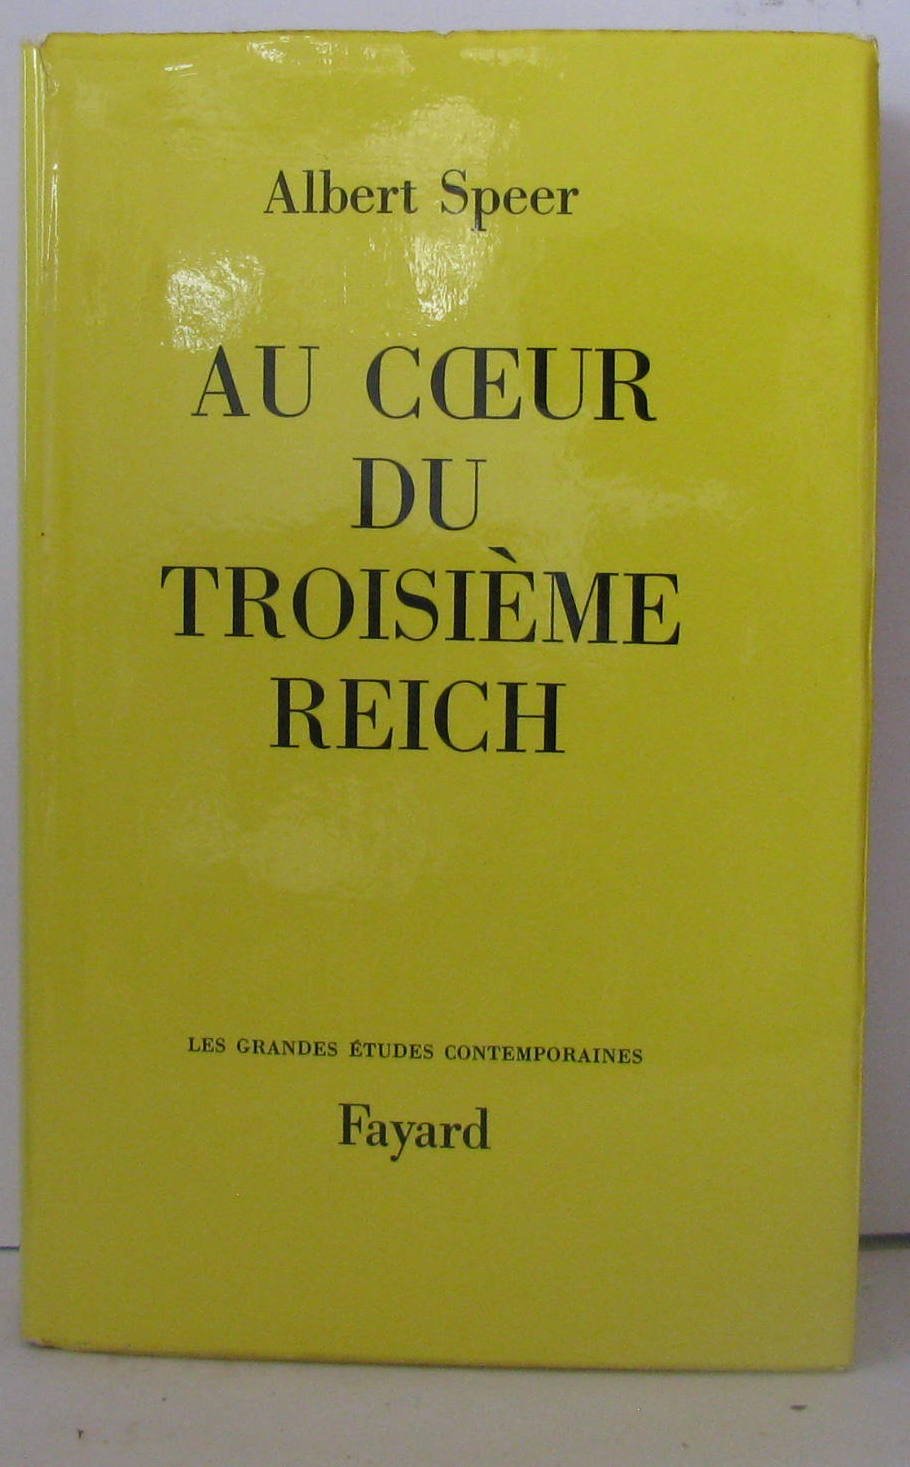 Albert Speer
AU CŒUR
DU
TROISIÈME
REICH
LES GRANDES ÉTUDES CONTEMPORAINES
Fayard